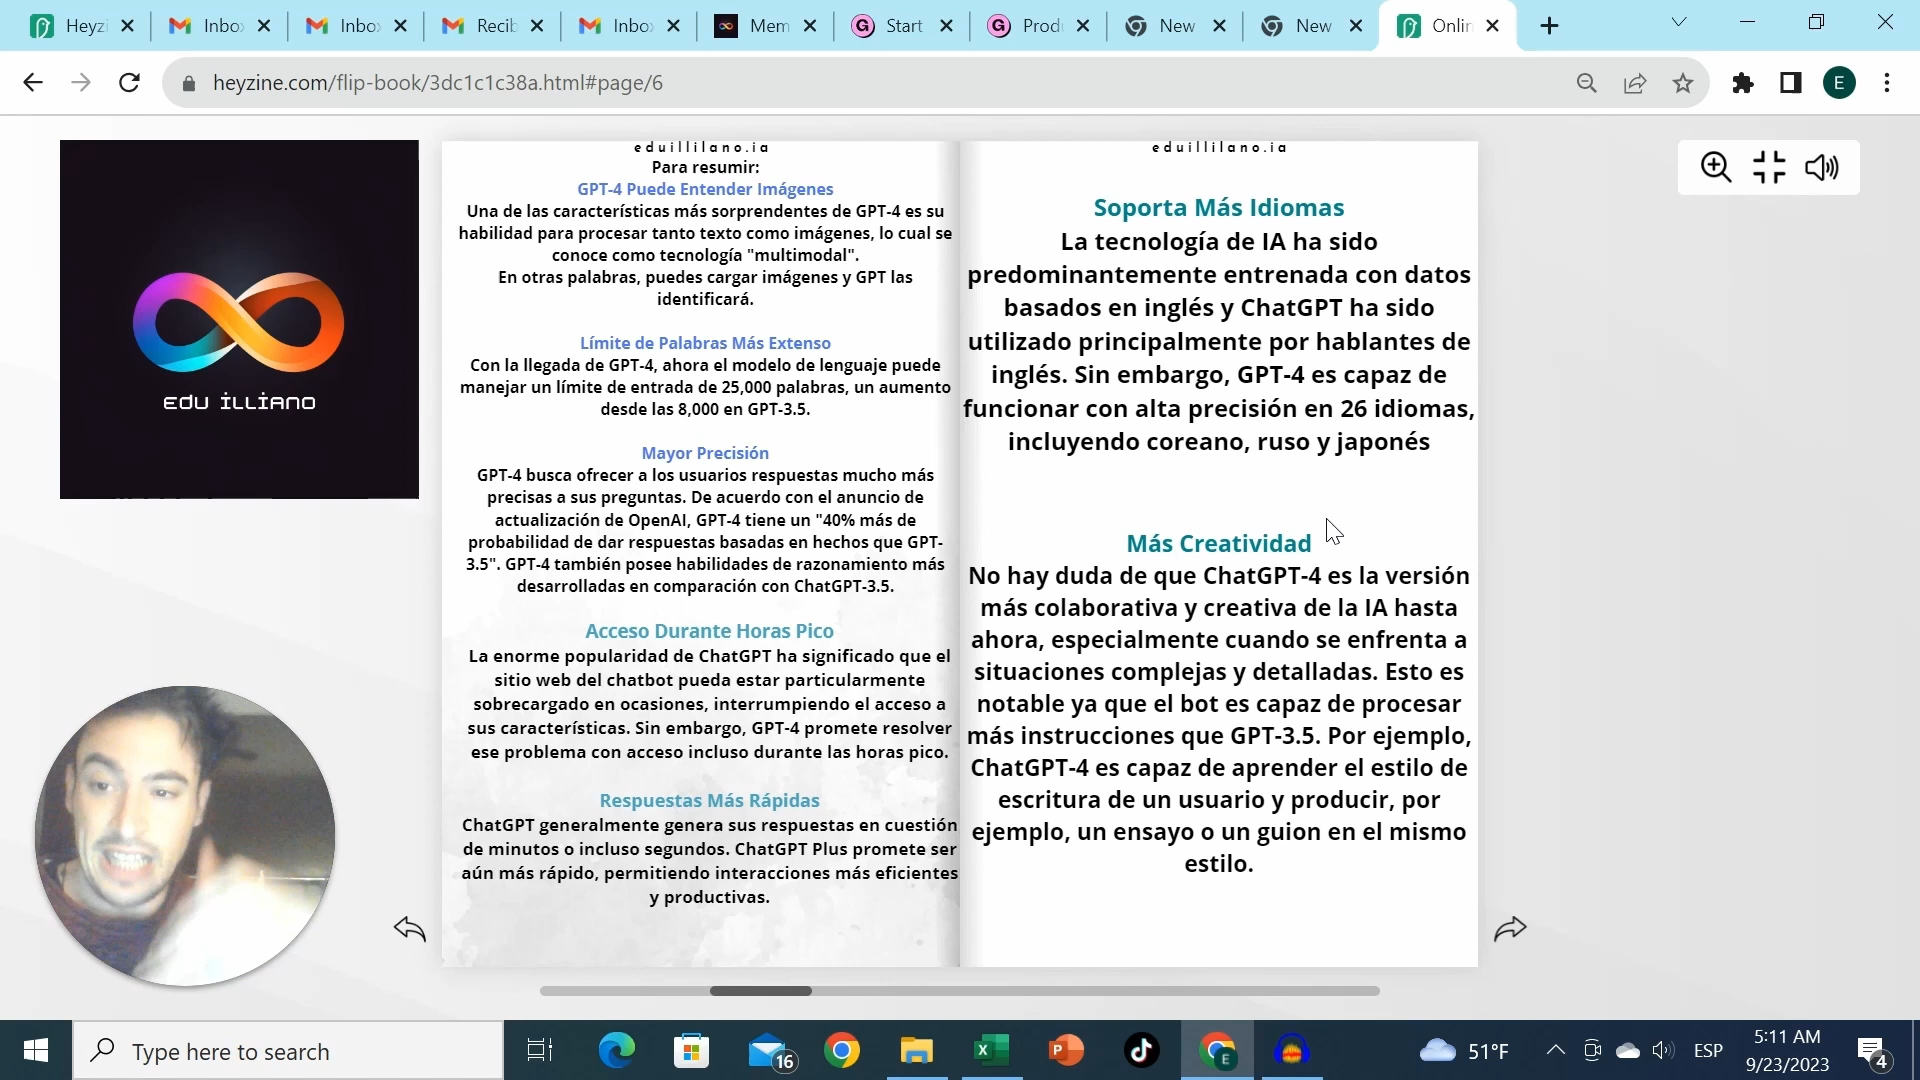 Heyzi
Inbo
Inbo
Recib
Inbo
Mem
Start
Produ
New
New
Onlin
heyzine.com/flip-book/3dc1c1c38a.html#page/6
E
EDU ILLIANO
eduillilano.ia
Para resumir:
GPT-4 Puede Entender Imágenes
Una de las características más sorprendentes de GPT-4 es su
habilidad para procesar tanto texto como imágenes, lo cual se
conoce como tecnología "multimodal".
En otras palabras, puedes cargar imágenes y GPT las
identificará.
Límite de Palabras Más Extenso
Con la llegada de GPT-4, ahora el modelo de lenguaje puede
manejar un límite de entrada de 25,000 palabras, un aumento
desde las 8,000 en GPT-3.5.
Mayor Precisión
GPT-4 busca ofrecer a los usuarios respuestas mucho más
precisas a sus preguntas. De acuerdo con el anuncio de
actualización de OpenAI, GPT-4 tiene un "40% más de
probabilidad de dar respuestas basadas en hechos que GPT-
3.5". GPT-4 también posee habilidades de razonamiento más
desarrolladas en comparación con ChatGPT-3.5.
Acceso Durante Horas Pico
La enorme popularidad de ChatGPT ha significado que el
sitio web del chatbot pueda estar particularmente
sobrecargado en ocasiones, interrumpiendo el acceso a
sus características. Sin embargo, GPT-4 promete resolver
ese problema con acceso incluso durante las horas pico.
Respuestas Más Rápidas
ChatGPT generalmente genera sus respuestas en cuestión
de minutos o incluso segundos. ChatGPT Plus promete ser
aún más rápido, permitiendo interacciones más eficientes
y productivas.
eduillilano.ia
Soporta Más Idiomas
La tecnología de IA ha sido
predominantemente entrenada con datos
basados en inglés y ChatGPT ha sido
utilizado principalmente por hablantes de
inglés. Sin embargo, GPT-4 es capaz de
funcionar con alta precisión en 26 idiomas,
incluyendo coreano, ruso y japonés
Más Creatividad
No hay duda de que ChatGPT-4 es la versión
más colaborativa y creativa de la IA hasta
ahora, especialmente cuando se enfrenta a
situaciones complejas y detalladas. Esto es
notable ya que el bot es capaz de procesar
más instrucciones que GPT-3.5. Por ejemplo,
ChatGPT-4 es capaz de aprender el estilo de
escritura de un usuario y producir, por
ejemplo, un ensayo o un guion en el mismo
estilo.
Type here to search
16
51°F
ESP
5:11 AM
9/23/2023
4